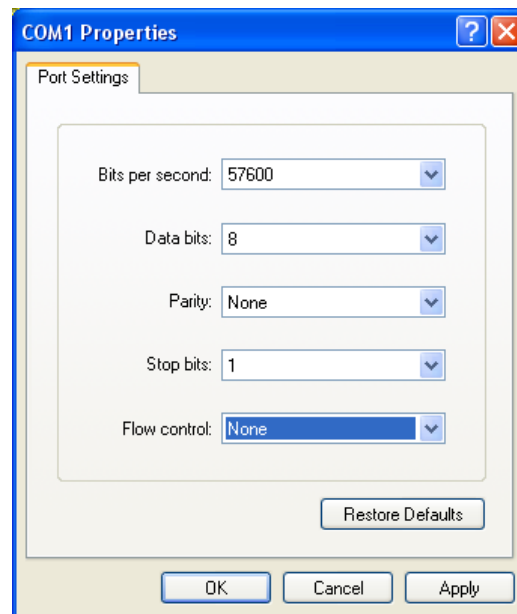 COM1 Properties
Port Settings
Bits per second: 57600
Data bits: 8
Parity: None
Stop bits: 1
Flow control: None
Restore Defaults
OK Cancel Apply